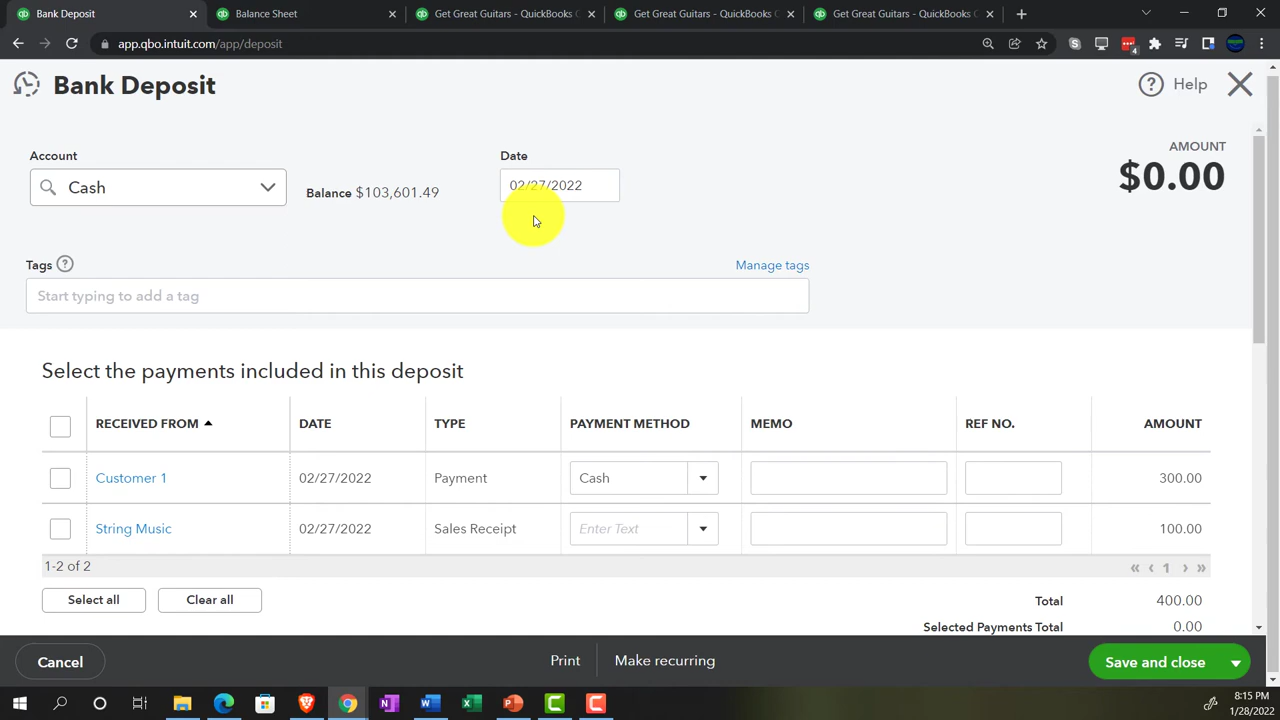 Bank Deposit
Balance Sheet
Get Great Guitars - QuickBooks C
Get Great Guitars - QuickBooks C
Get Great Guitars - QuickBooks C
app.qbo.intuit.com/app/deposit
4
Bank Deposit
? Help
Account
Date
AMOUNT
Cash
Balance $103,601.49
02/27/2022
$0.00
Tags ?
Manage tags
Start typing to add a tag
Select the payments included in this deposit
RECEIVED FROM DATE TYPE PAYMENT METHOD MEMO REF NO. AMOUNT
Customer 1 02/27/2022 Payment Cash 300.00
String Music 02/27/2022 Sales Receipt Enter Text 100.00
1-2 of 2
« ‹ 1 › »
Select all Clear all
Total 400.00
Selected Payments Total 0.00
Cancel
Print
Make recurring
Save and close
8:15 PM
1/28/2022